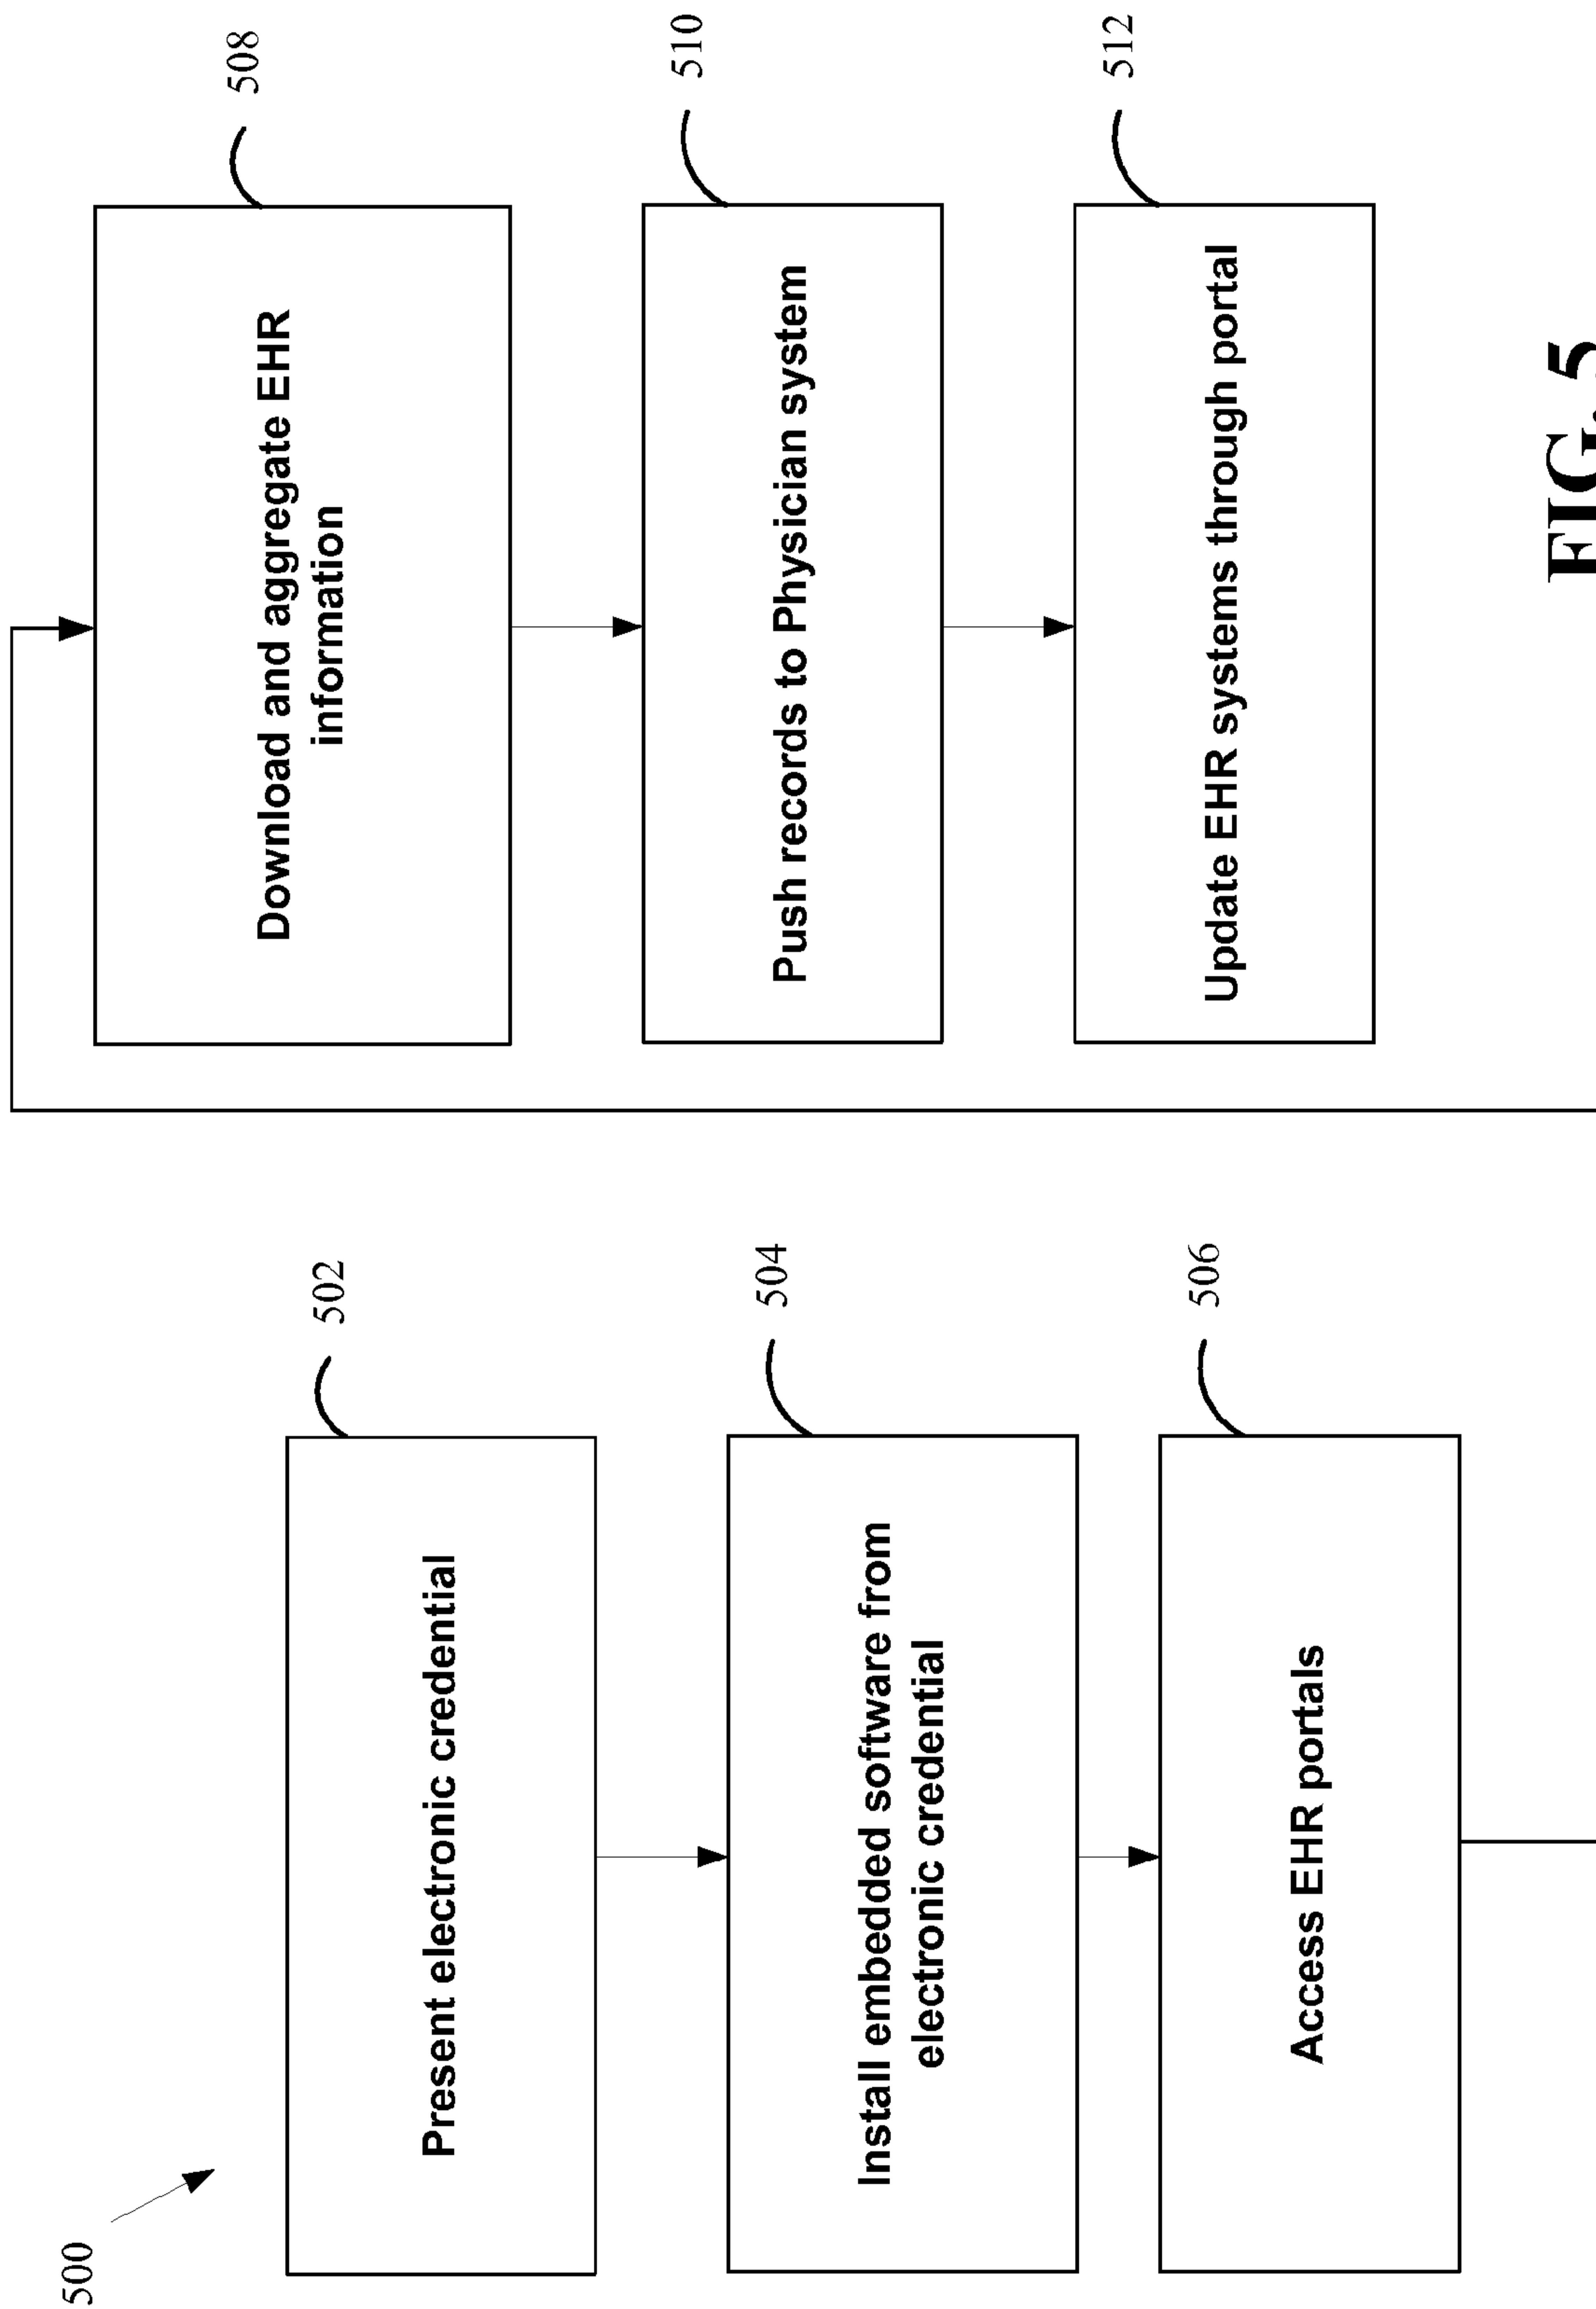 500
Present electronic credential
502
Install embedded software from
electronic credential
504
Access EHR portals
506
Download and aggregate EHR
information
508
Push records to Physician system
510
Update EHR systems through portal
512
FIG. 5